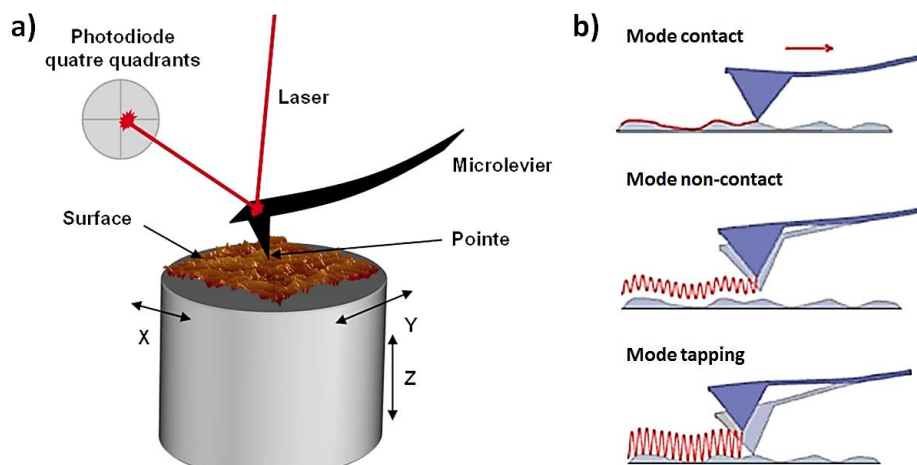 a)
Photodiode
quatre quadrants
Laser
Microlevier
Surface
Pointe
X
Y
Z
b)
Mode contact
Mode non-contact
Mode tapping